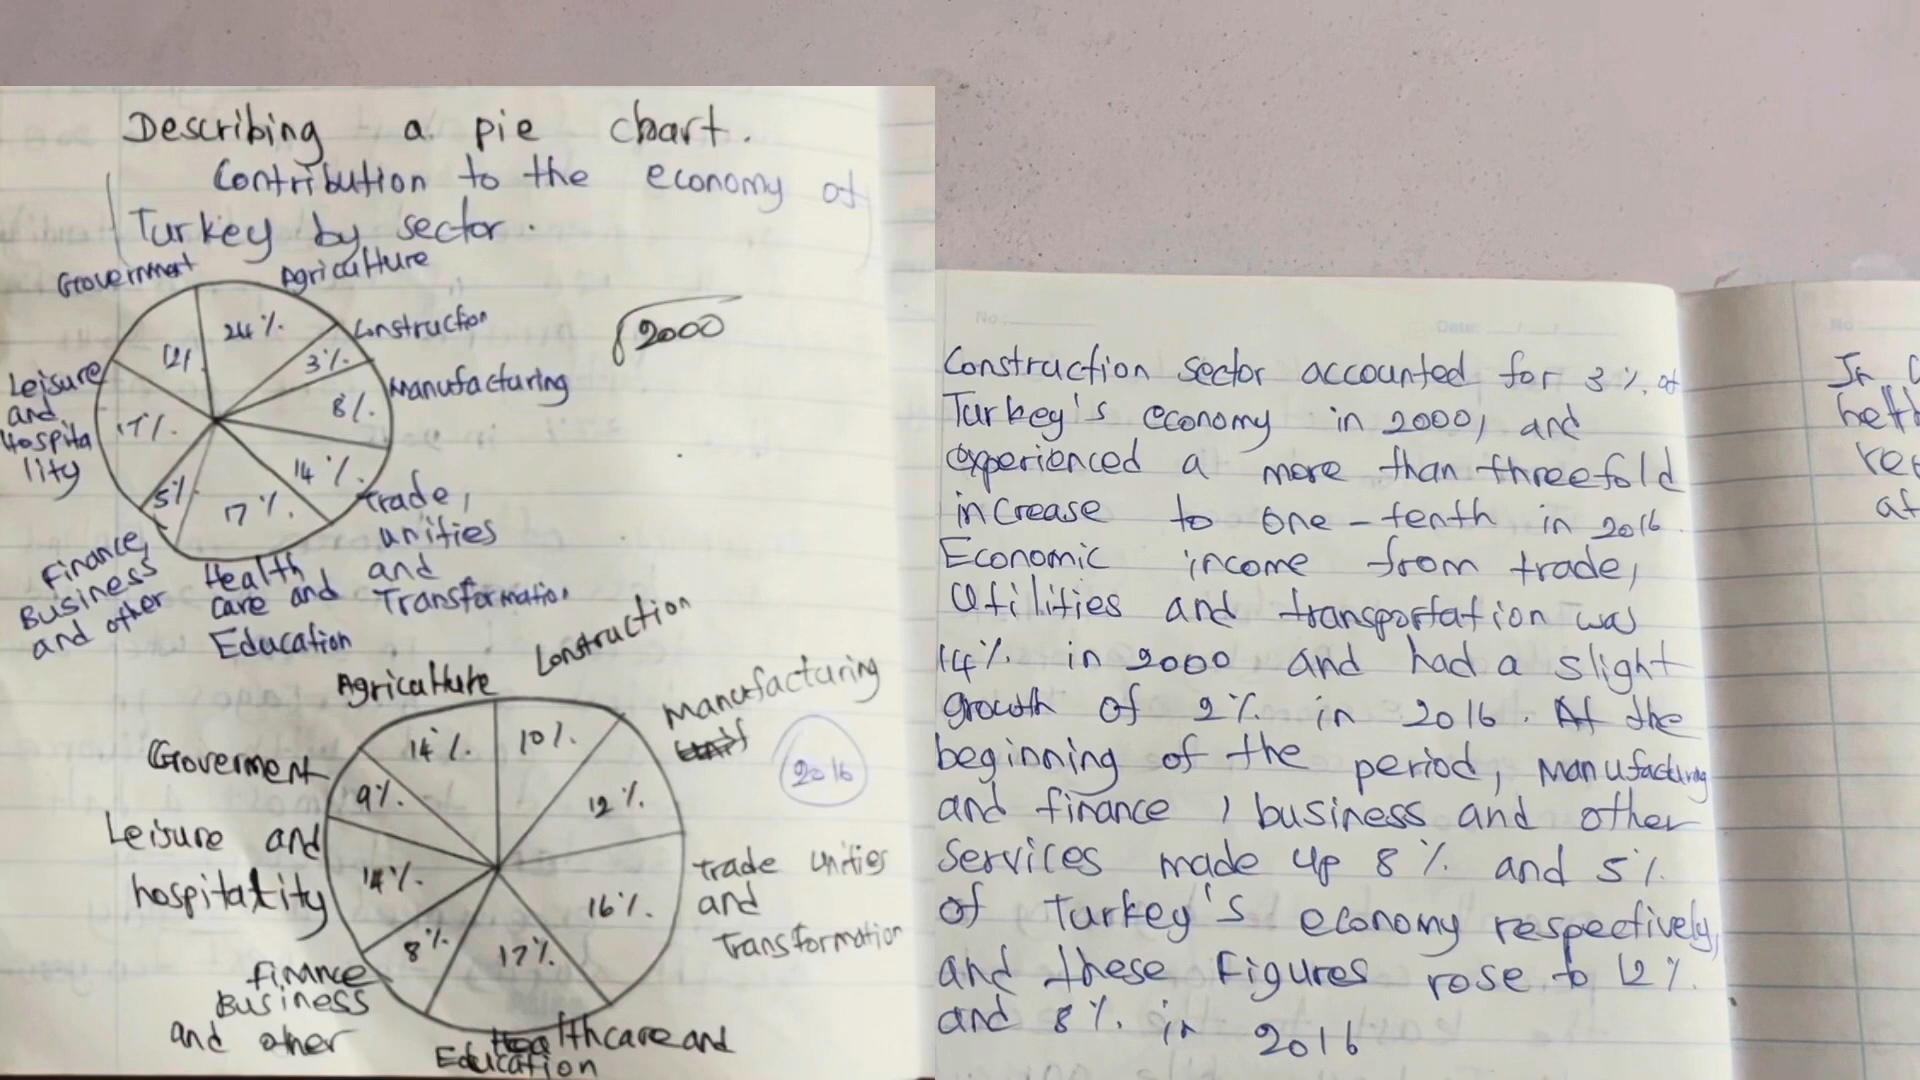 Describing a pie chart.
Contribution to the economy of
Turkey by sector.
Government
Agriculture
Construction
Manufacturing
Leisure
and
Hospita
lity
24%
3%
8%
14%
17%
5%
2000
Trade,
unities
and
Transformation
Finance,
Business
and other
Health
care and
Education
Agriculture
Construction
Manufacturing
Goverment
Leisure and
hospitality
14%
10%
12%
16%
17%
8%
14%
9%
2016
trade unities
and
Transformation
finance
Business
and other
Healthcare and
Education
No:
Date:
Construction sector accounted for 3% of
Turkey's economy in 2000, and
experienced a more than threefold
increase to one-tenth in 2016.
Economic income from trade,
Utilities and transportation was
14% in 2000 and had a slight
growth of 2% in 2016. At the
beginning of the period, manufacturing
and finance, business and other
services made up 8% and 5%
of Turkey's economy respectively,
and these figures rose to 12%
and 8% in 2016
No
In